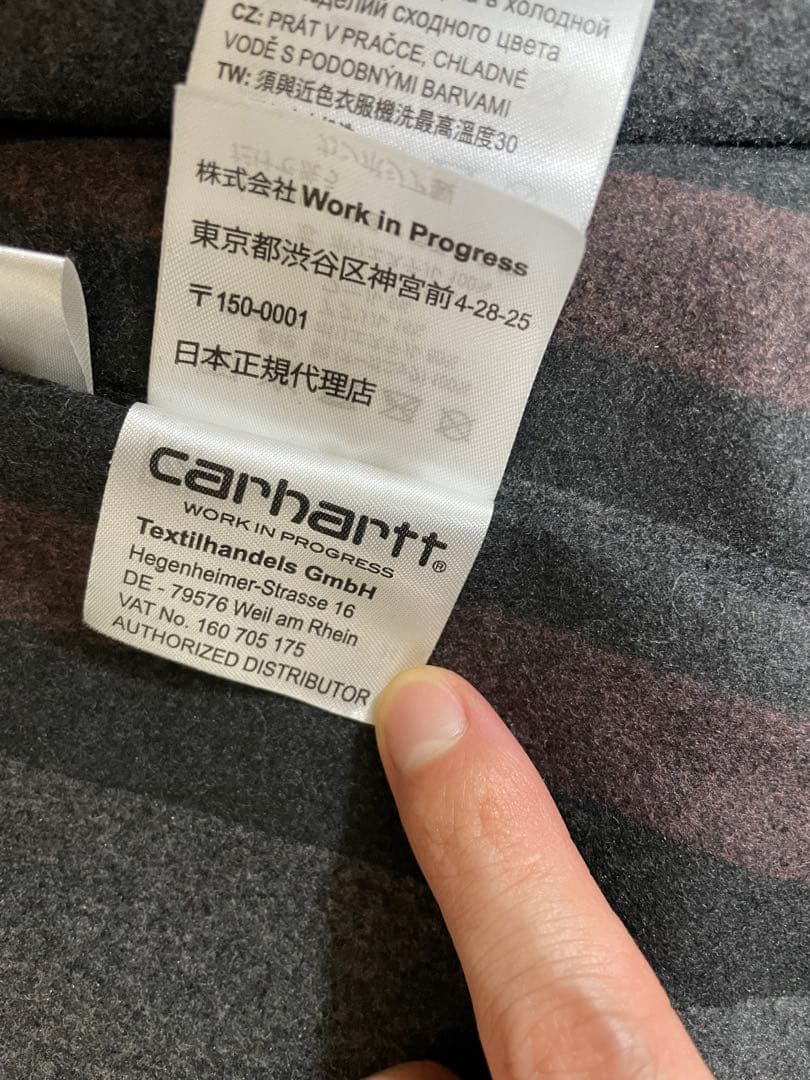 в холодной
изделий сходного цвета
CZ: PRÁT V PRAČCE, CHLADNÉ
VODĚ S PODOBNÝMI BARVAMI
TW: 須與近色衣服機洗最高溫度30
株式会社 Work in Progress
東京都渋谷区神宮前4-28-25
〒150-0001
日本正規代理店
carhartt®
WORK IN PROGRESS
Textilhandels GmbH
Hegenheimer-Strasse 16
DE - 79576 Weil am Rhein
VAT No. 160 705 175
AUTHORIZED DISTRIBUTOR